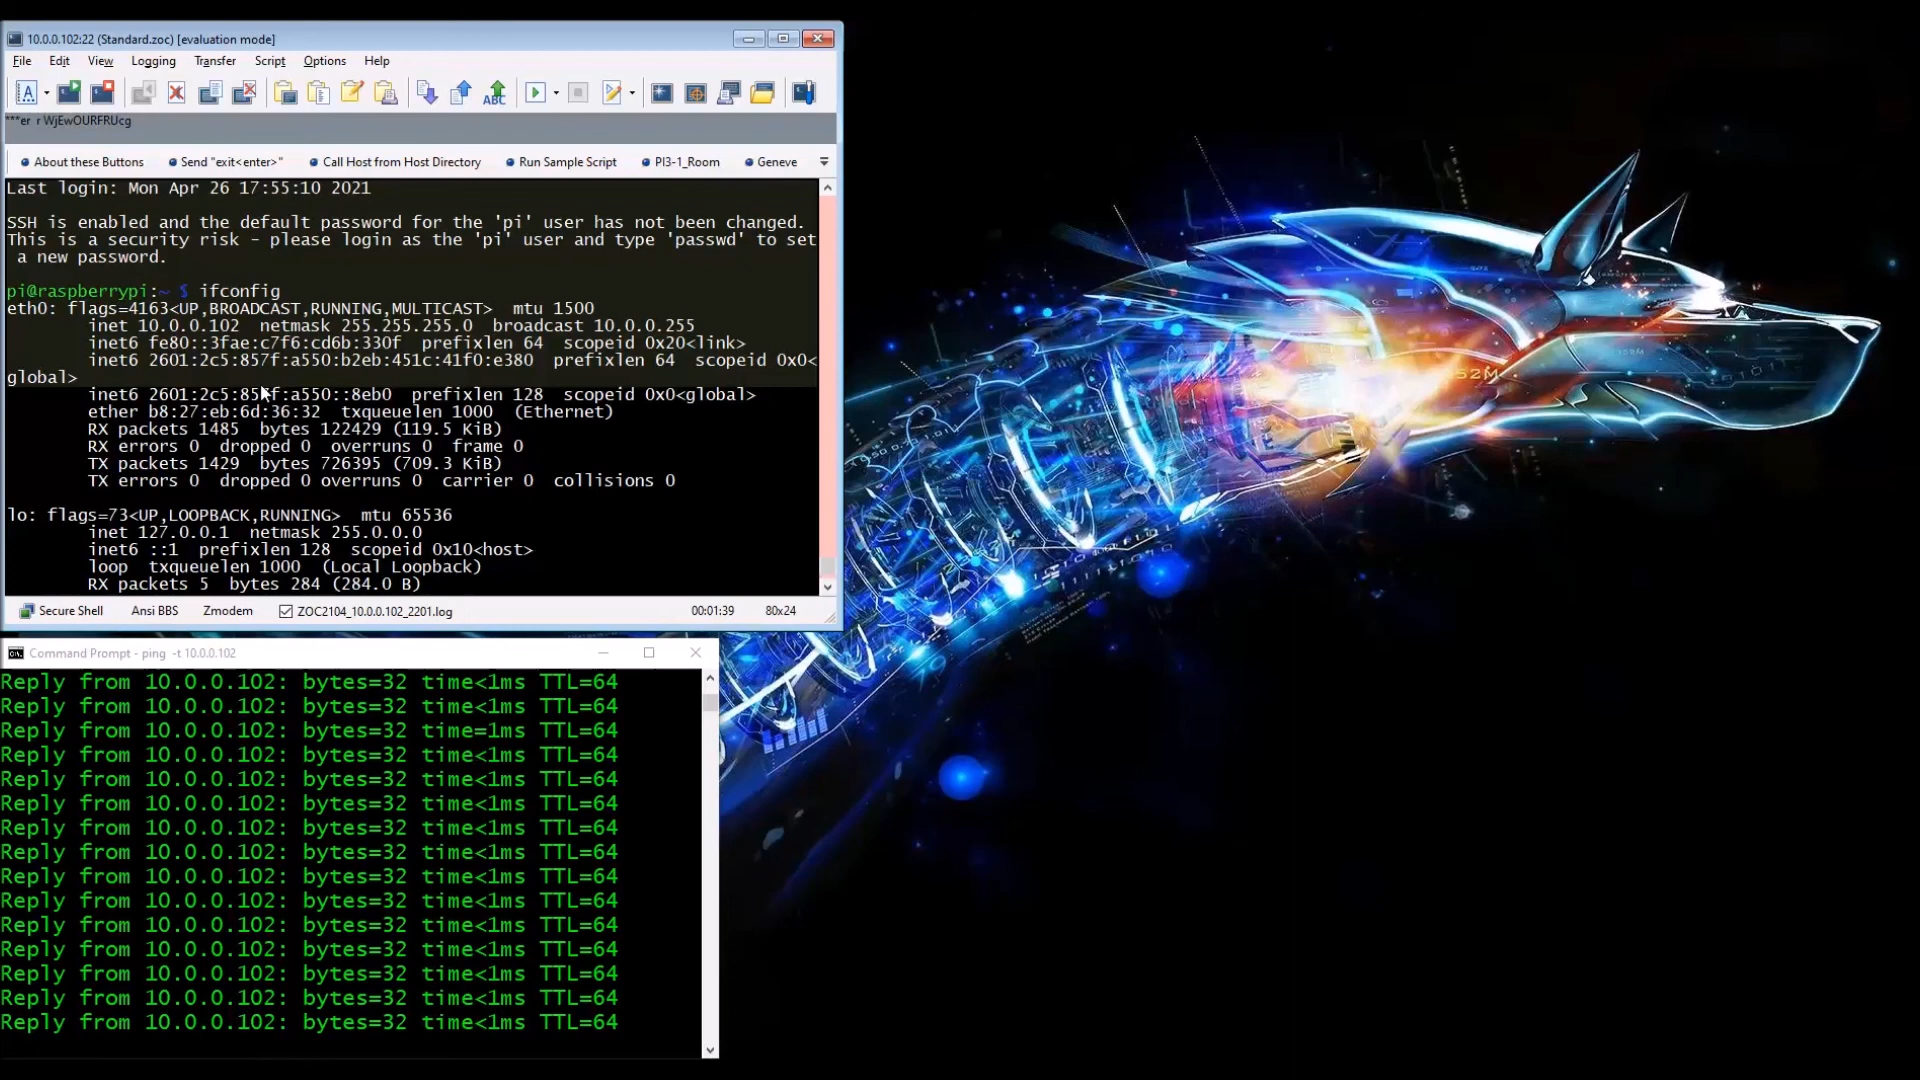 10.0.0.102:22 (Standard.zoc) [evaluation mode]
File Edit View Logging Transfer Script Options Help
***er r WjEwOURFRUcg
About these Buttons Send "exit<enter>" Call Host from Host Directory Run Sample Script PI3-1_Room Geneve
Last login: Mon Apr 26 17:55:10 2021
SSH is enabled and the default password for the 'pi' user has not been changed.
This is a security risk - please login as the 'pi' user and type 'passwd' to set
a new password.
pi@raspberrypi:~ $ ifconfig
eth0: flags=4163<UP,BROADCAST,RUNNING,MULTICAST> mtu 1500
inet 10.0.0.102 netmask 255.255.255.0 broadcast 10.0.0.255
inet6 fe80::3fae:c7f6:cd6b:330f prefixlen 64 scopeid 0x20<link>
inet6 2601:2c5:857f:a550:b2eb:451c:41f0:e380 prefixlen 64 scopeid 0x0<
global>
inet6 2601:2c5:857f:a550::8eb0 prefixlen 128 scopeid 0x0<global>
ether b8:27:eb:6d:36:32 txqueuelen 1000 (Ethernet)
RX packets 1485 bytes 122429 (119.5 KiB)
RX errors 0 dropped 0 overruns 0 frame 0
TX packets 1429 bytes 726395 (709.3 KiB)
TX errors 0 dropped 0 overruns 0 carrier 0 collisions 0
lo: flags=73<UP,LOOPBACK,RUNNING> mtu 65536
inet 127.0.0.1 netmask 255.0.0.0
inet6 ::1 prefixlen 128 scopeid 0x10<host>
loop txqueuelen 1000 (Local Loopback)
RX packets 5 bytes 284 (284.0 B)
Secure Shell Ansi BBS Zmodem ZOC2104_10.0.0.102_2201.log 00:01:39 80x24
Command Prompt - ping -t 10.0.0.102
Reply from 10.0.0.102: bytes=32 time<1ms TTL=64
Reply from 10.0.0.102: bytes=32 time<1ms TTL=64
Reply from 10.0.0.102: bytes=32 time=1ms TTL=64
Reply from 10.0.0.102: bytes=32 time<1ms TTL=64
Reply from 10.0.0.102: bytes=32 time<1ms TTL=64
Reply from 10.0.0.102: bytes=32 time<1ms TTL=64
Reply from 10.0.0.102: bytes=32 time<1ms TTL=64
Reply from 10.0.0.102: bytes=32 time<1ms TTL=64
Reply from 10.0.0.102: bytes=32 time<1ms TTL=64
Reply from 10.0.0.102: bytes=32 time<1ms TTL=64
Reply from 10.0.0.102: bytes=32 time<1ms TTL=64
Reply from 10.0.0.102: bytes=32 time<1ms TTL=64
Reply from 10.0.0.102: bytes=32 time<1ms TTL=64
Reply from 10.0.0.102: bytes=32 time<1ms TTL=64
Reply from 10.0.0.102: bytes=32 time<1ms TTL=64
52M